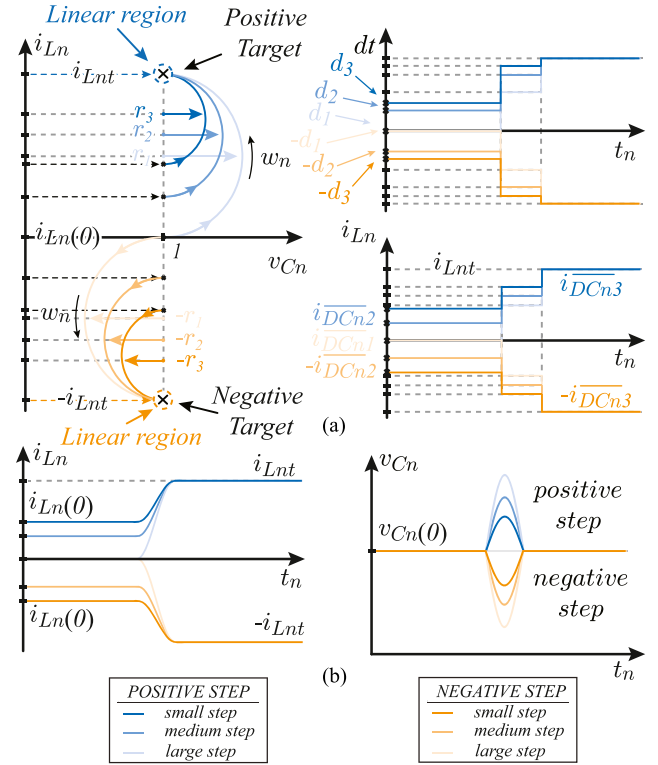 Linear region
Positive
Target
i_Ln
i_Lnt
r_3
r_2
r_1
w_n
i_Ln(0)
1
v_Cn
w_n
-r_1
-r_2
-r_3
-i_Lnt
Negative
Target
Linear region
dt
d_3
d_2
d_1
-d_1
-d_2
-d_3
t_n
i_Ln
i_Lnt
i_DCn3
i_DCn2
i_DCn1
-i_DCn2
t_n
-i_DCn3
(a)
i_Ln
i_Lnt
i_Ln(0)
t_n
i_Ln(0)
-i_Lnt
v_Cn
positive
step
v_Cn(0)
negative
step
t_n
(b)
POSITIVE STEP
small step
medium step
large step
NEGATIVE STEP
small step
medium step
large step